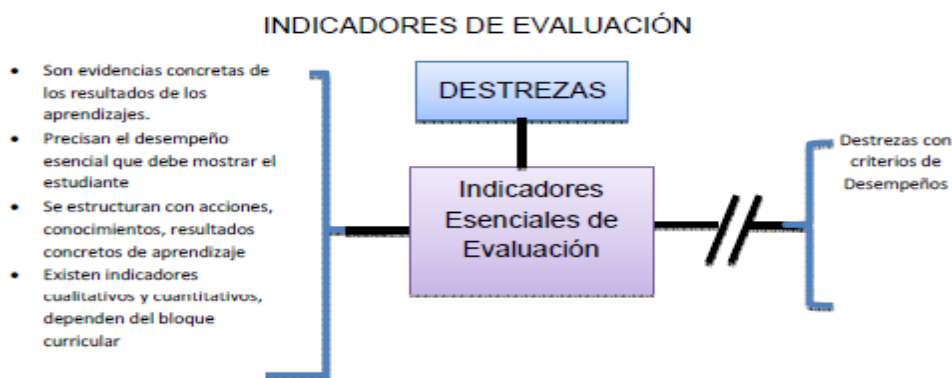 INDICADORES DE EVALUACIÓN
• Son evidencias concretas de
los resultados de los
aprendizajes.
• Precisan el desempeño
esencial que debe mostrar el
estudiante
• Se estructuran con acciones,
conocimientos, resultados
concretos de aprendizaje
• Existen indicadores
cualitativos y cuantitativos,
dependen del bloque
curricular
DESTREZAS
Indicadores
Esenciales de
Evaluación
Destrezas con
criterios de
Desempeños